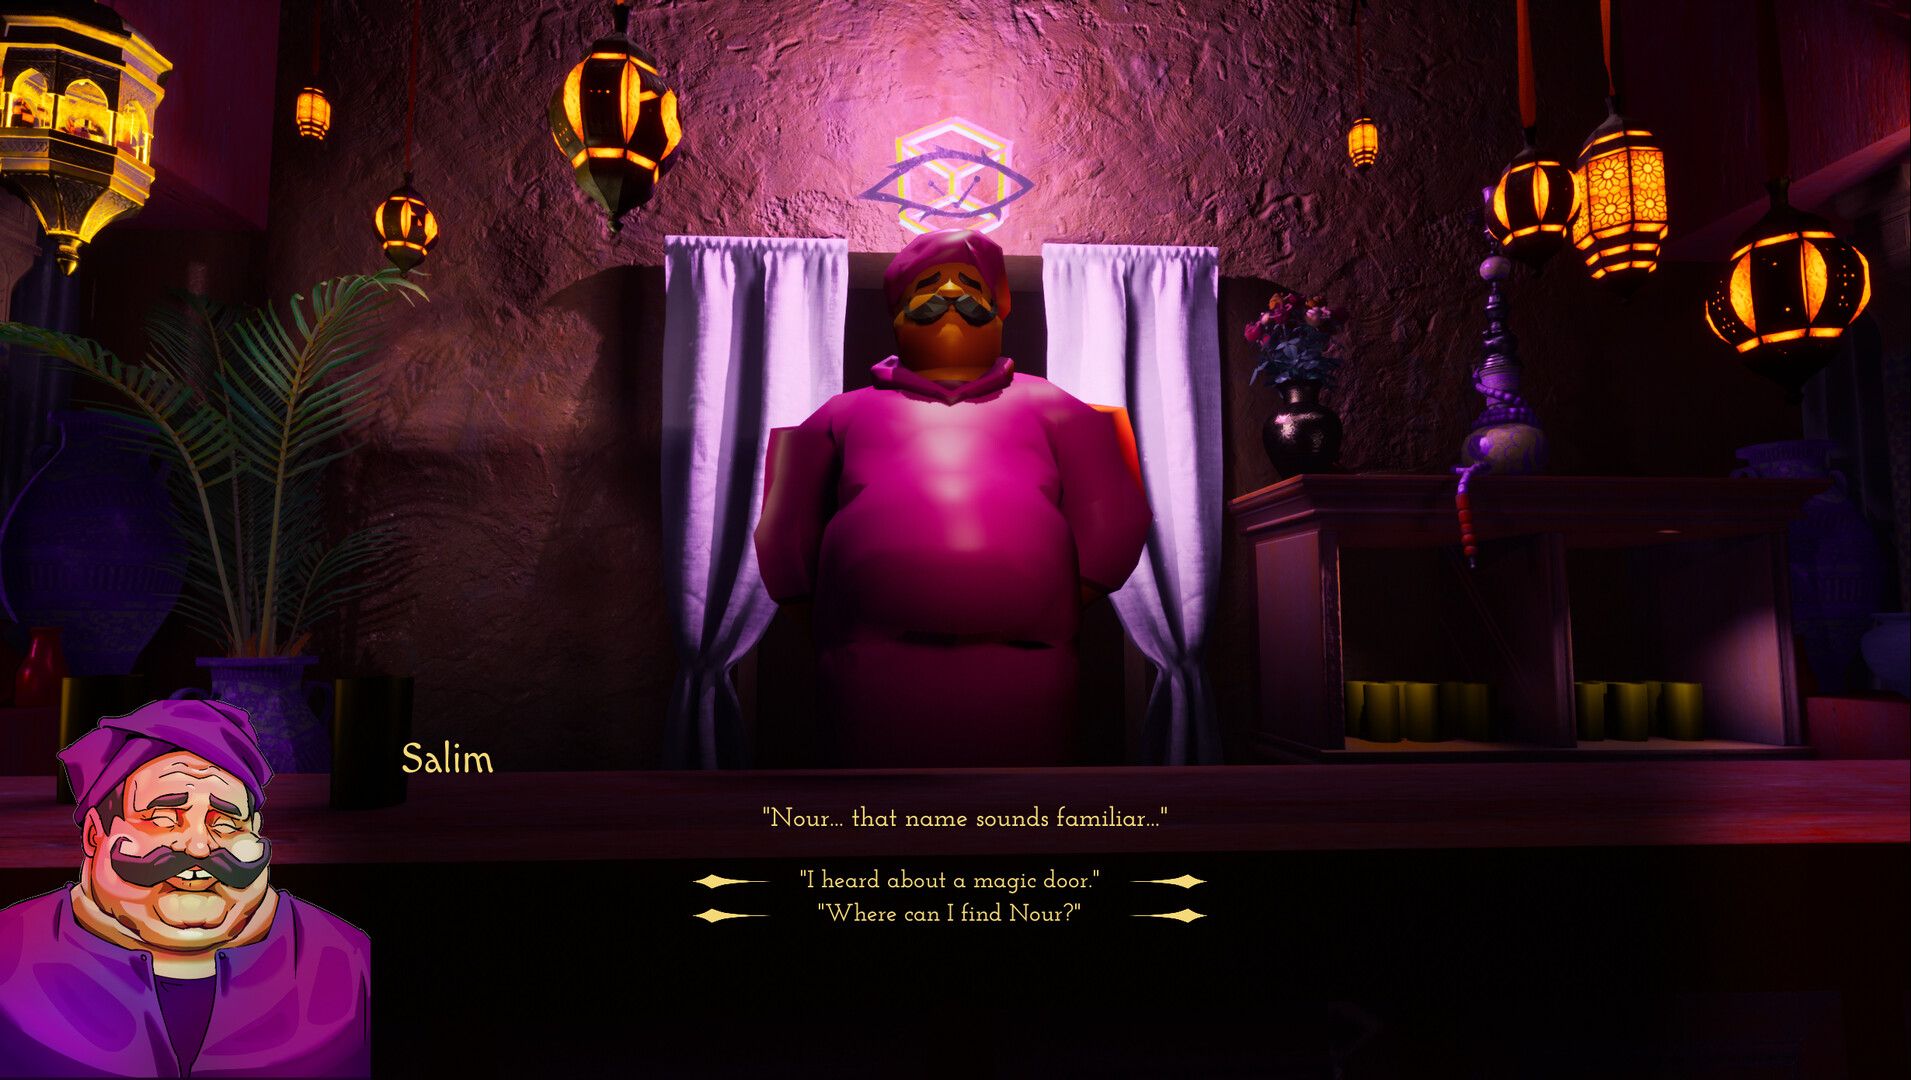 Salim
"Nour... that name sounds familiar..."
"I heard about a magic door."
"Where can I find Nour?"